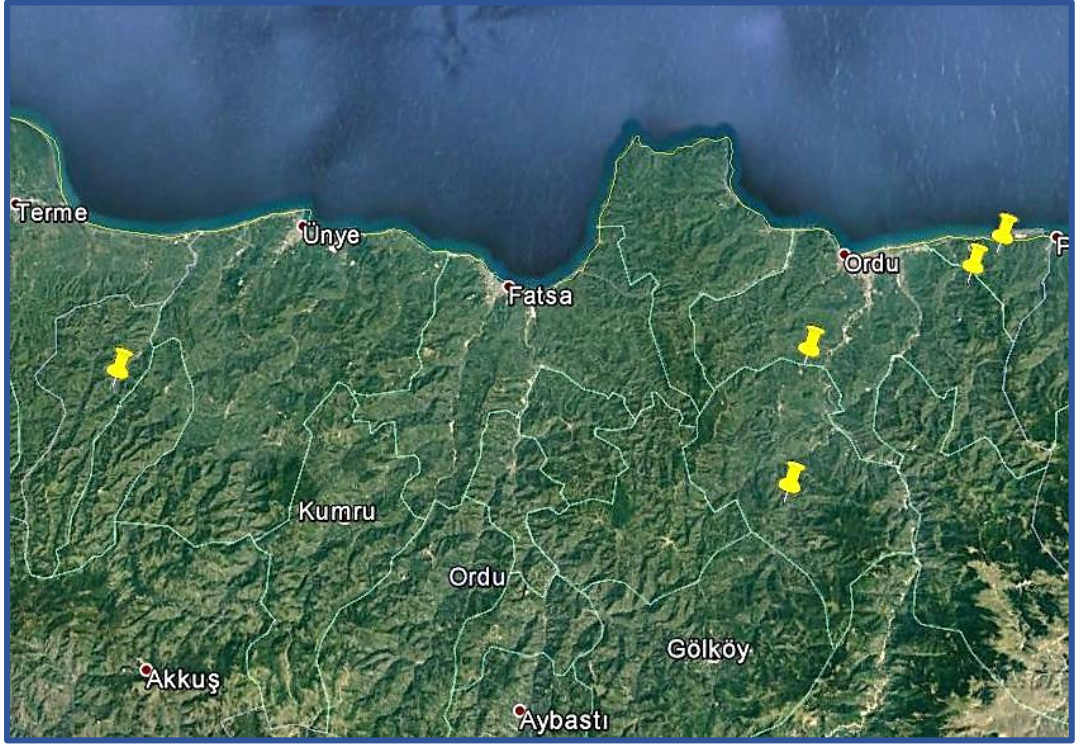 Terme
Ünye
Ordu
Fatsa
Kumru
Ordu
Gölköy
Akkuş
Aybastı